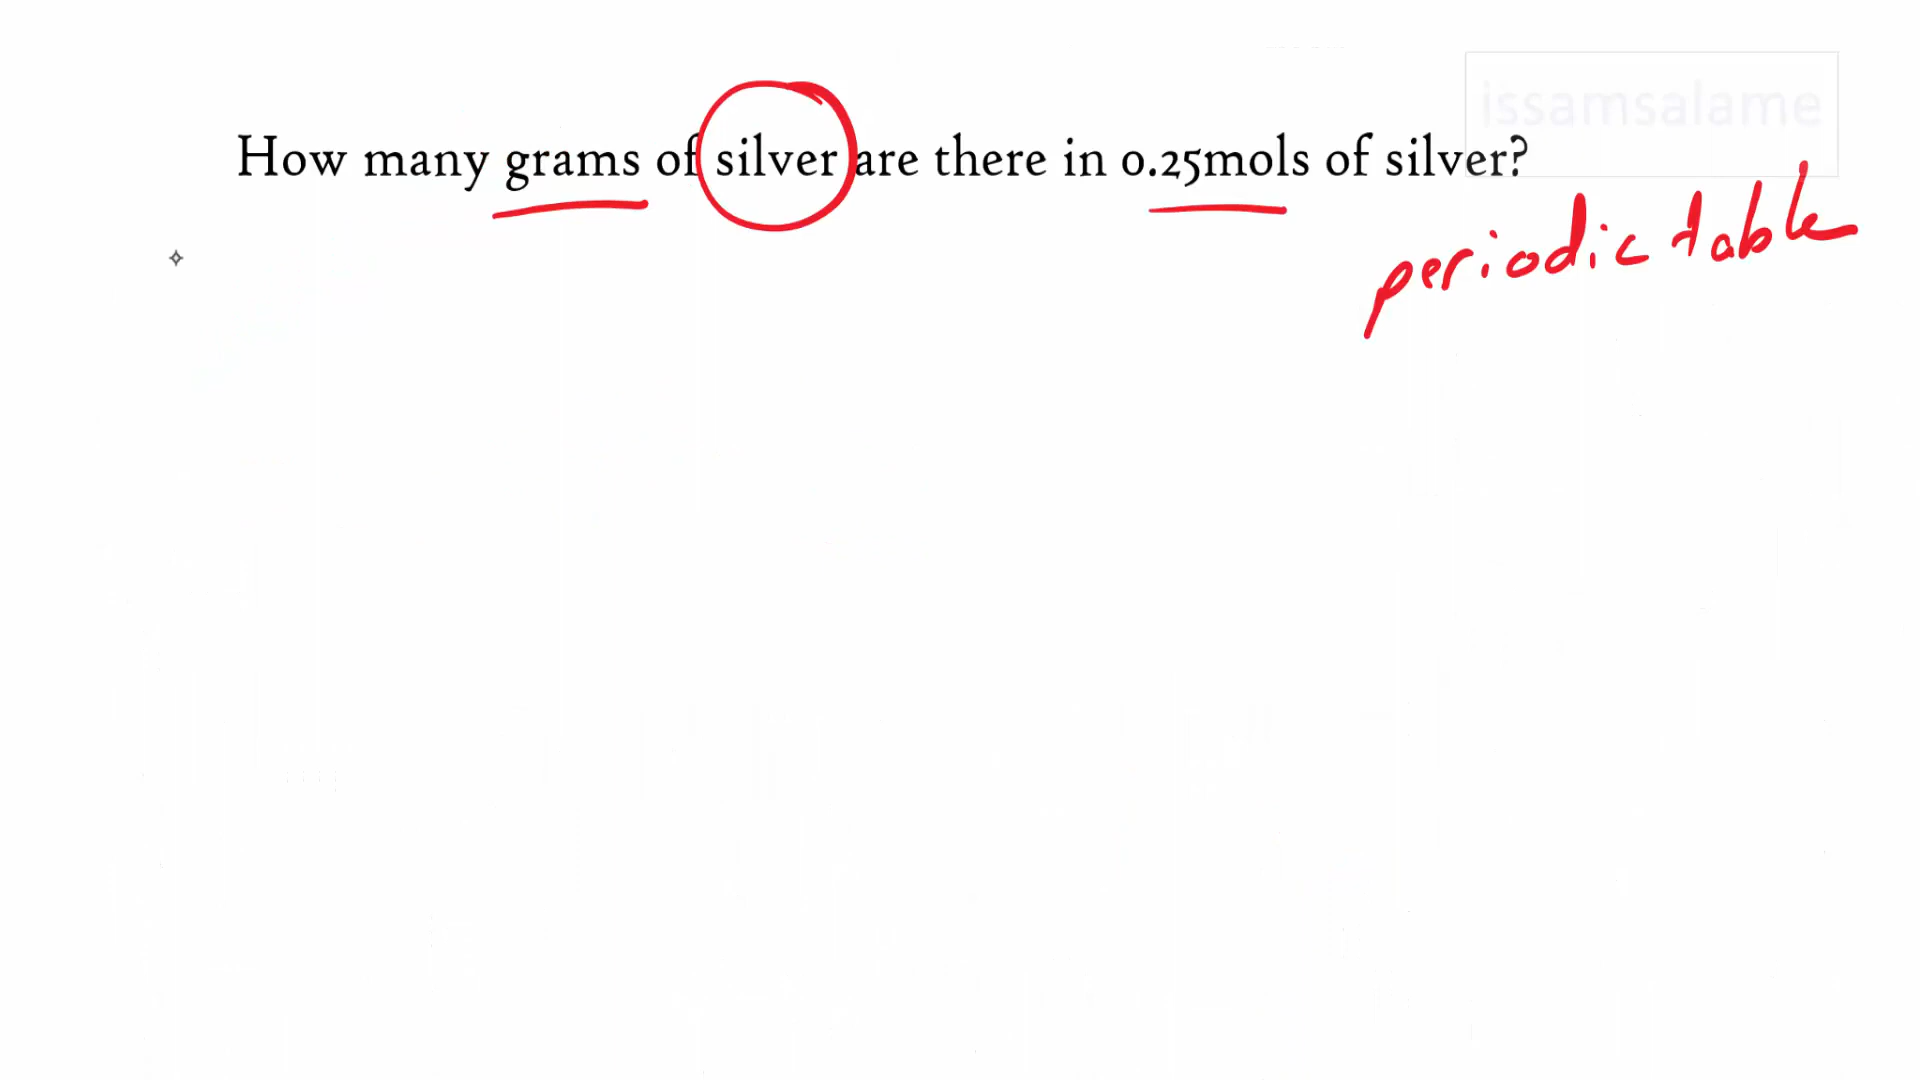 issamsalame
How many grams of silver are there in 0.25mols of silver?
periodic table